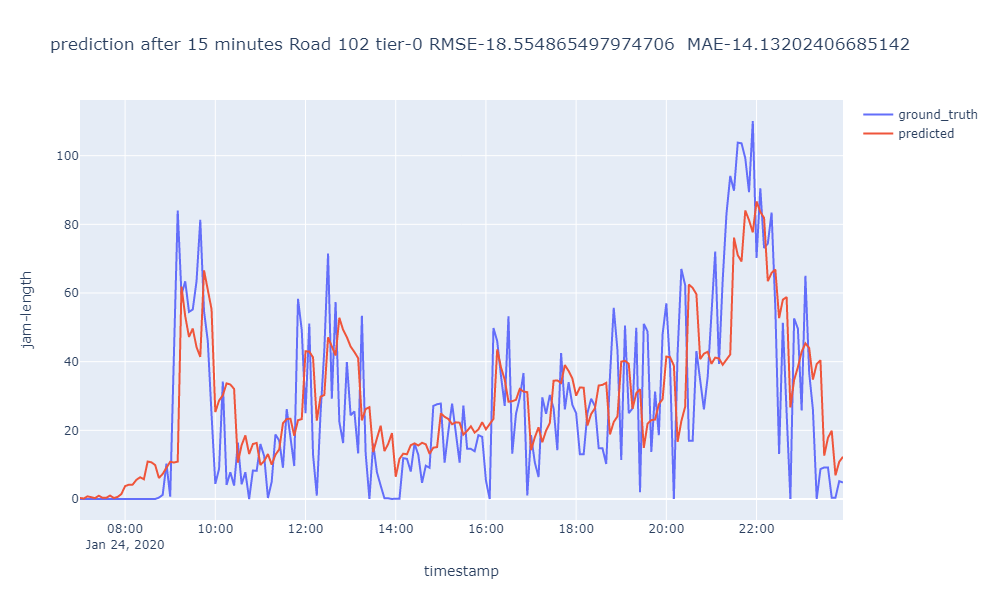 prediction after 15 minutes Road 102 tier-0 RMSE-18.554865497974706  MAE-14.13202406685142
ground_truth
predicted
100
80
60
40
20
0
jam-length
08:00 10:00 12:00 14:00 16:00 18:00 20:00 22:00
Jan 24, 2020
timestamp